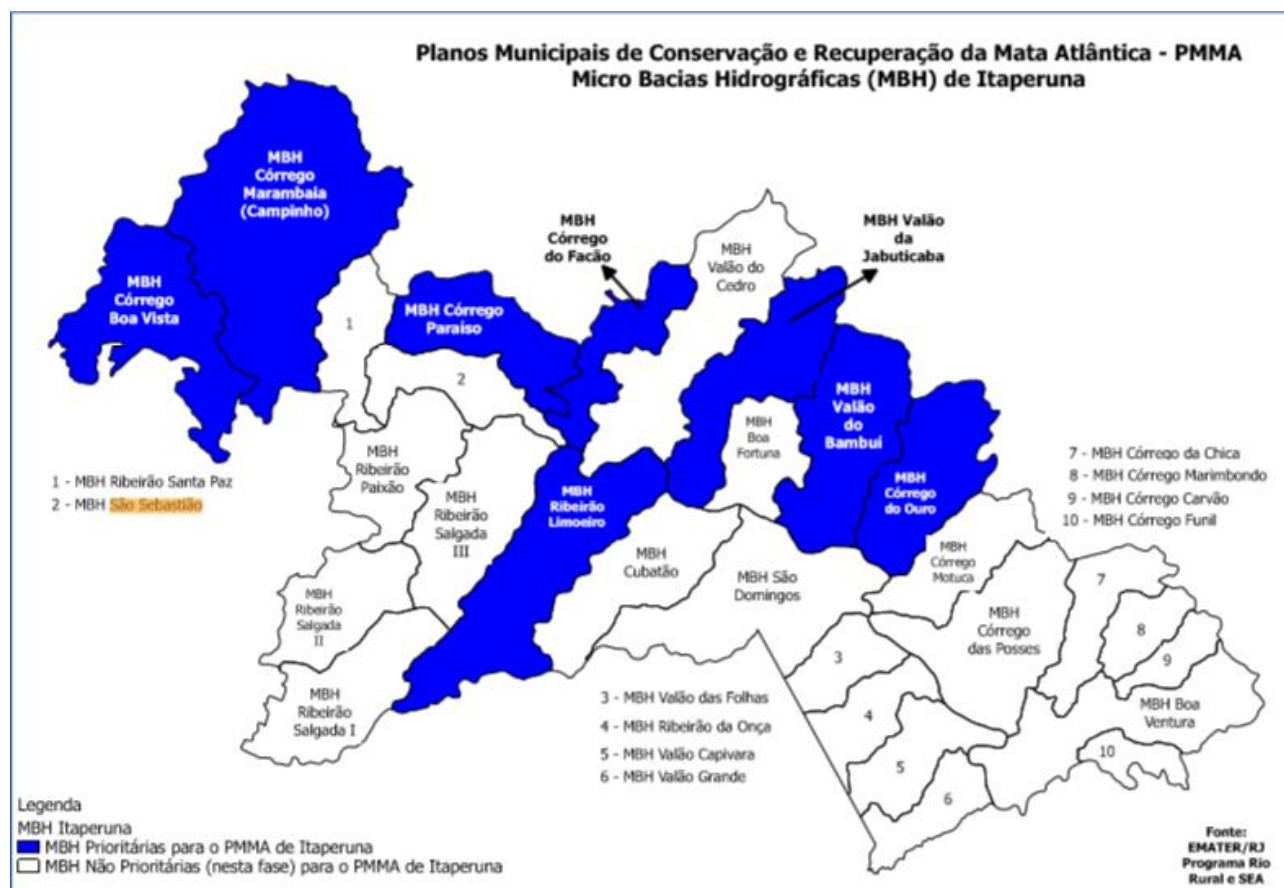 Planos Municipais de Conservação e Recuperação da Mata Atlântica - PMMA
Micro Bacias Hidrográficas (MBH) de Itaperuna
MBH
Córrego
Marambaia
(Campinho)
MBH
Córrego
Boa Vista
1
MBH Córrego
Paraíso
2
MBH
Córrego
do Facão
MBH
Valão do
Cedro
MBH Valão
da
Jabuticaba
MBH
Valão
do
Bambuí
MBH
Boa
Fortuna
MBH
Córrego
do Ouro
1 - MBH Ribeirão Santa Paz
2 - MBH São Sebastião
MBH
Ribeirão
Paixão
MBH
Ribeirão
Salgada
III
MBH
Ribeirão
Limoeiro
7 - MBH Córrego da Chica
8 - MBH Córrego Marimbondo
9 - MBH Córrego Carvão
10 - MBH Córrego Funil
MBH
Cubatão
MBH São
Domingos
MBH
Córrego
Motuca
MBH
Córrego
das Posses
7
8
9
MBH
Ribeirão
Salgada
II
MBH
Ribeirão
Salgada I
3
4
5
6
MBH Boa
Ventura
10
3 - MBH Valão das Folhas
4 - MBH Ribeirão da Onça
5 - MBH Valão Capivara
6 - MBH Valão Grande
Legenda
MBH Itaperuna
MBH Prioritárias para o PMMA de Itaperuna
MBH Não Prioritárias (nesta fase) para o PMMA de Itaperuna
Fonte:
EMATER/RJ
Programa Rio
Rural e SEA